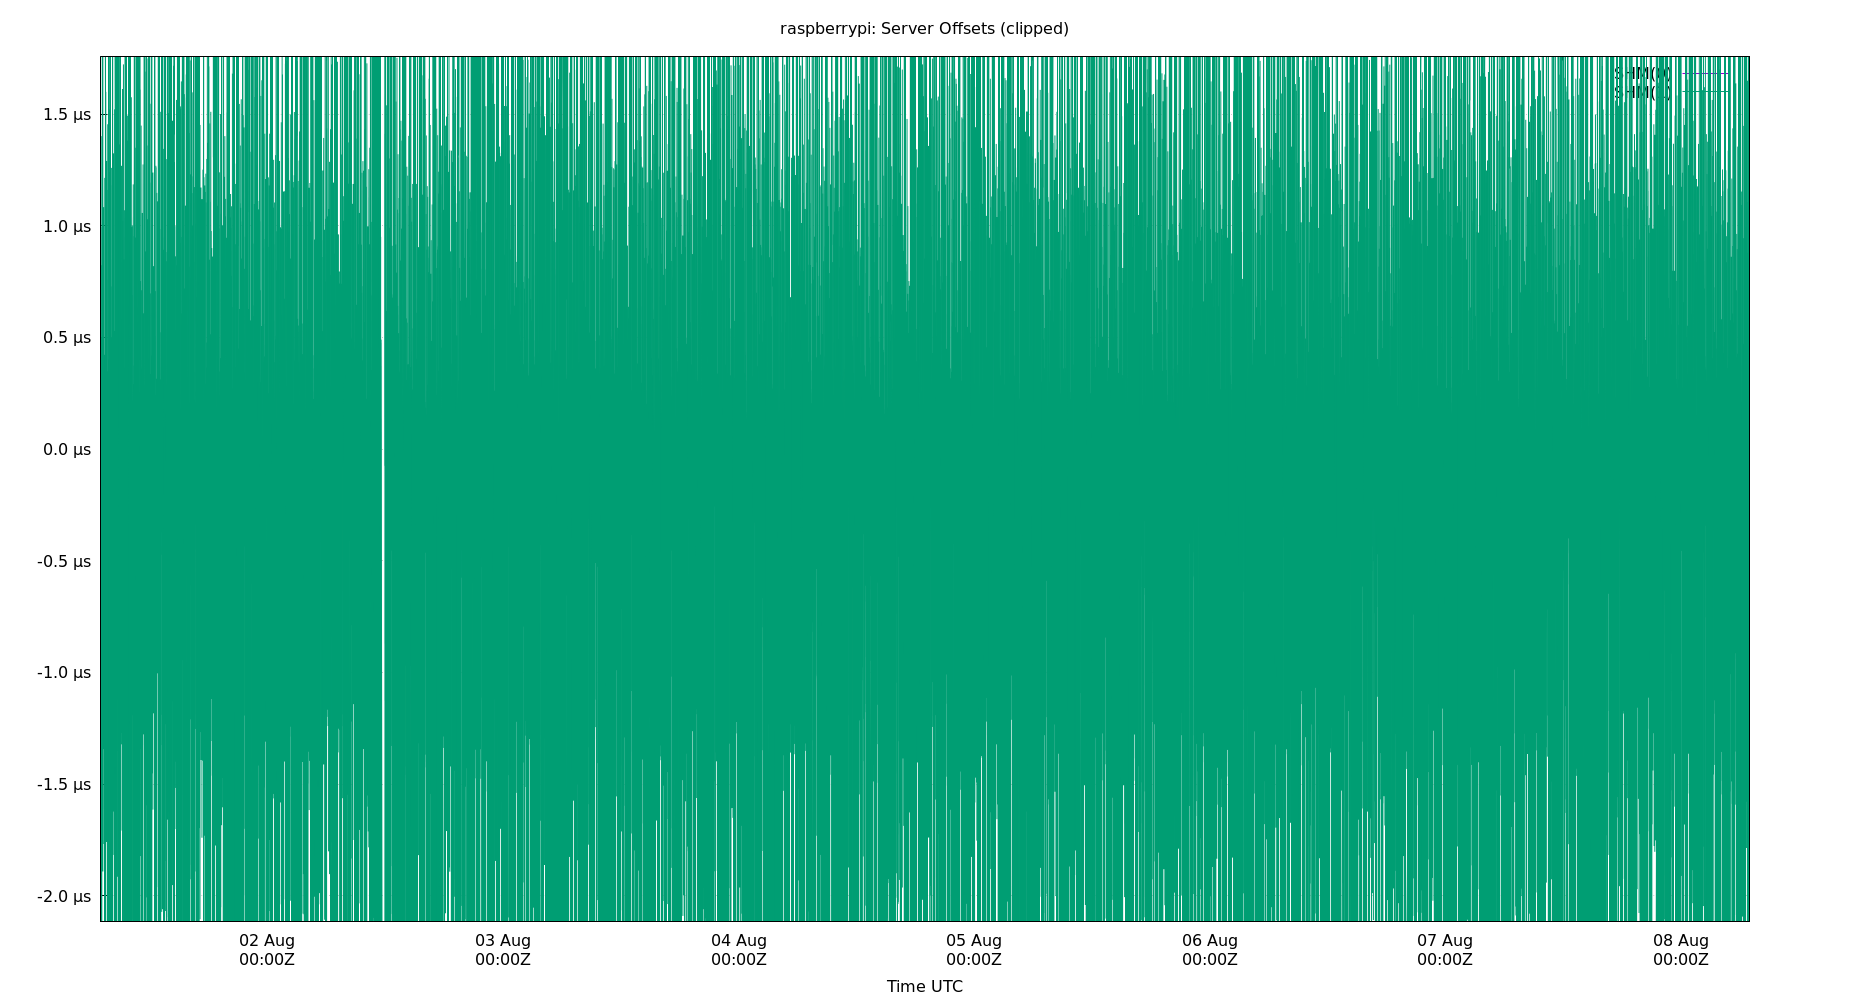 raspberrypi: Server Offsets (clipped)
SHM(0)
1.5 µs
1.0 µs
0.5 µs
0.0 µs
-0.5 µs
-1.0 µs
-1.5 µs
-2.0 µs
02 Aug 03 Aug 04 Aug 05 Aug 06 Aug 07 Aug 08 Aug
00:00Z 00:00Z 00:00Z 00:00Z 00:00Z 00:00Z 00:00Z
Time UTC